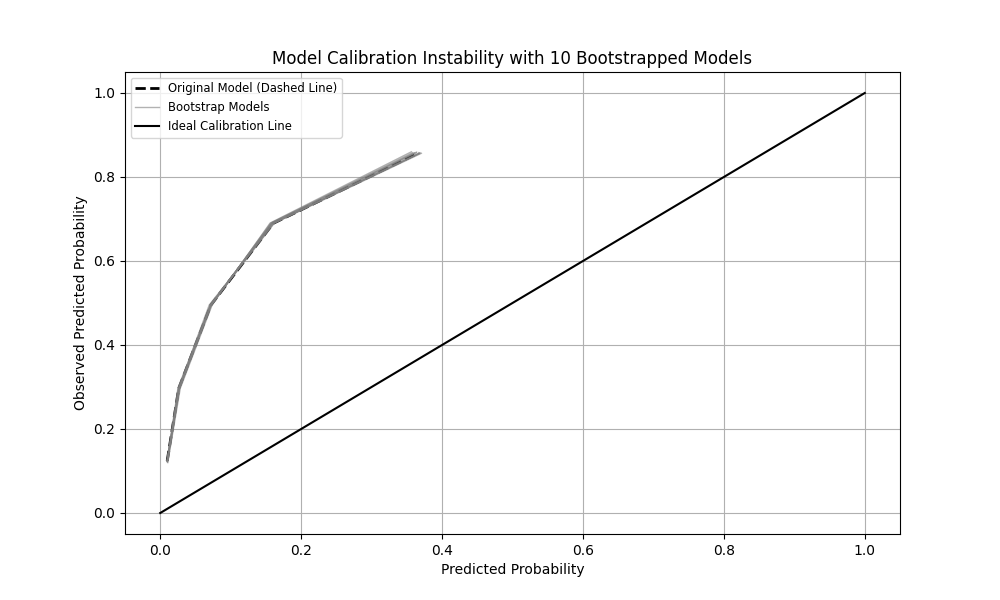 Model Calibration Instability with 10 Bootstrapped Models
Original Model (Dashed Line)
Bootstrap Models
Ideal Calibration Line
Observed Predicted Probability
1.0
0.8
0.6
0.4
0.2
0.0
0.0 0.2 0.4 0.6 0.8 1.0
Predicted Probability